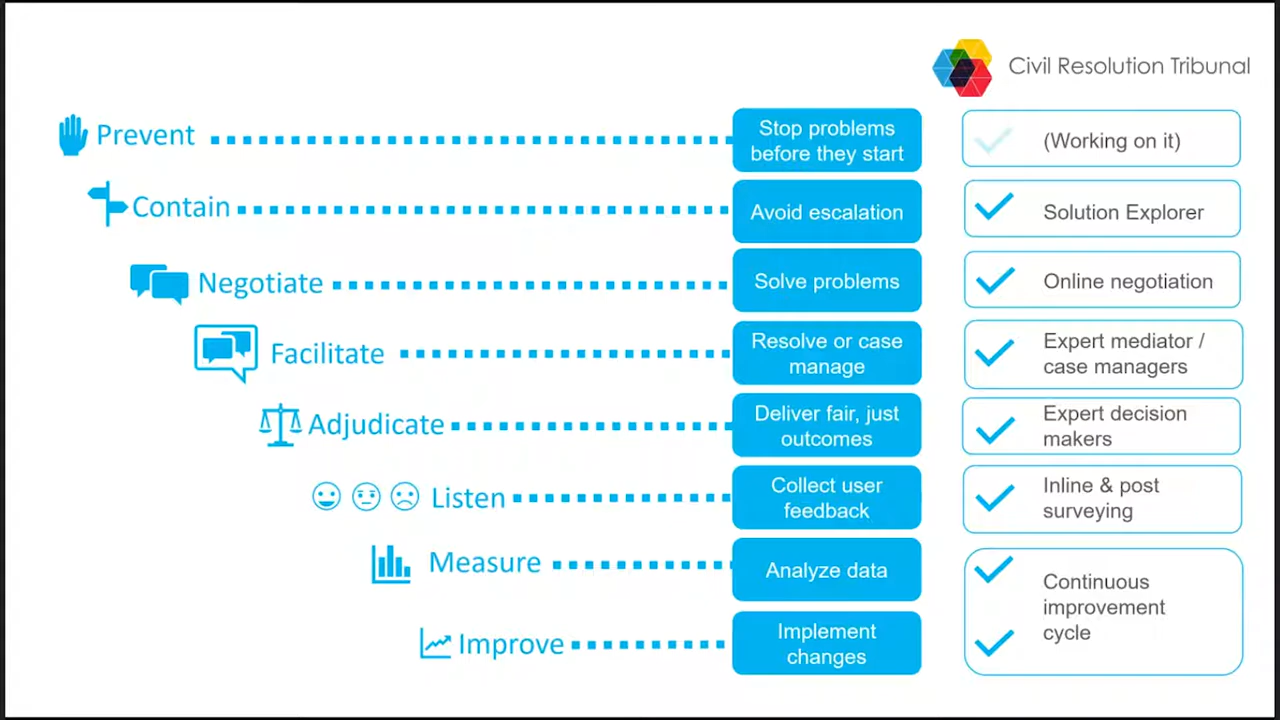 Civil Resolution Tribunal
Prevent
Stop problems
before they start
(Working on it)
Contain
Avoid escalation
Solution Explorer
Negotiate
Solve problems
Online negotiation
Facilitate
Resolve or case
manage
Expert mediator /
case managers
Adjudicate
Deliver fair, just
outcomes
Expert decision
makers
Listen
Collect user
feedback
Inline & post
surveying
Measure
Analyze data
Improve
Implement
changes
Continuous
improvement
cycle